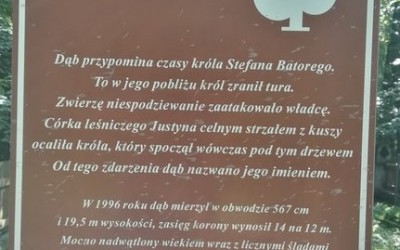 Dąb przypomina czasy króla Stefana Batorego.
To w jego pobliżu król zranił tura.
Zwierzę niespodziewanie zaatakowało władcę.
Córka leśniczego Justyna celnym strzałem z kuszy
ocaliła króla, który spoczął wówczas pod tym drzewem
Od tego zdarzenia dąb nazwano jego imieniem.
W 1996 roku dąb mierzył w obwodzie 567 cm
i 19,5 m wysokości, zasięg korony wynosił 14 na 12 m.
Mocno nadwątlony wiekiem wraz z licznymi śladami